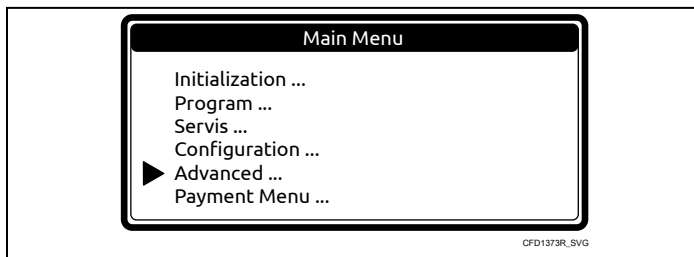 Main Menu
Initialization ...
Program ...
Servis ...
Configuration ...
Advanced ...
Payment Menu ...
CFD1373R_SVG